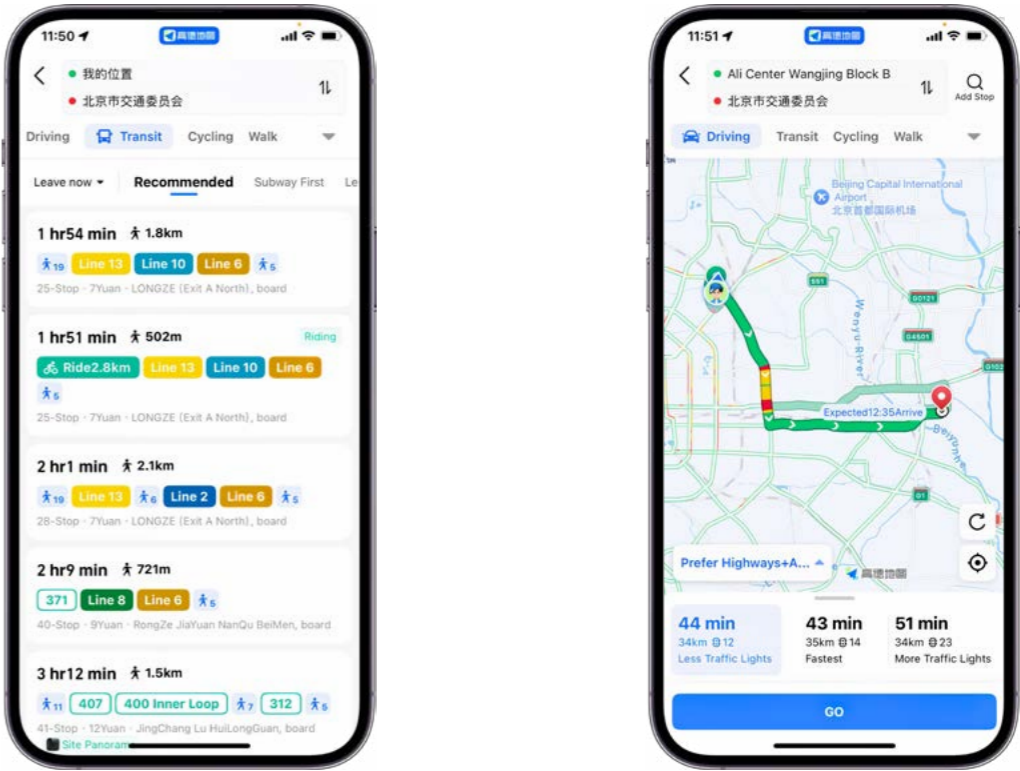 11:50
高德地圖
我的位置
北京市交通委员会
Driving Transit Cycling Walk
Leave now Recommended Subway First Le
1 hr54 min 1.8km
19 Line 13 Line 10 Line 6 5
25-Stop · 7Yuan · LONGZE (Exit A North), board
1 hr51 min 502m Riding
Ride2.8km Line 13 Line 10 Line 6
5
25-Stop · 7Yuan · LONGZE (Exit A North), board
2 hr1 min 2.1km
19 Line 13 6 Line 2 Line 6 5
28-Stop · 7Yuan · LONGZE (Exit A North), board
2 hr9 min 721m
371 Line 8 Line 6 5
40-Stop · 9Yuan · RongZe JiaYuan NanQu BeiMen, board
3 hr12 min 1.5km
11 407 400 Inner Loop 7 312 5
41-Stop · 12Yuan · JingChang Lu HuiLongGuan, board
Site Panoram
11:51
高德地圖
Ali Center Wangjing Block B
北京市交通委员会
Add Stop
Driving Transit Cycling Walk
Beijing Capital International
Airport
北京首都国际机场
S51
G0121
Wenyu River
G4501
G102
Expected12:35Arrive
Beiyunhe
G1
Prefer Highways+A...
高德地圖
44 min 43 min 51 min
34km 12 35km 14 34km 23
Less Traffic Lights Fastest More Traffic Lights
GO